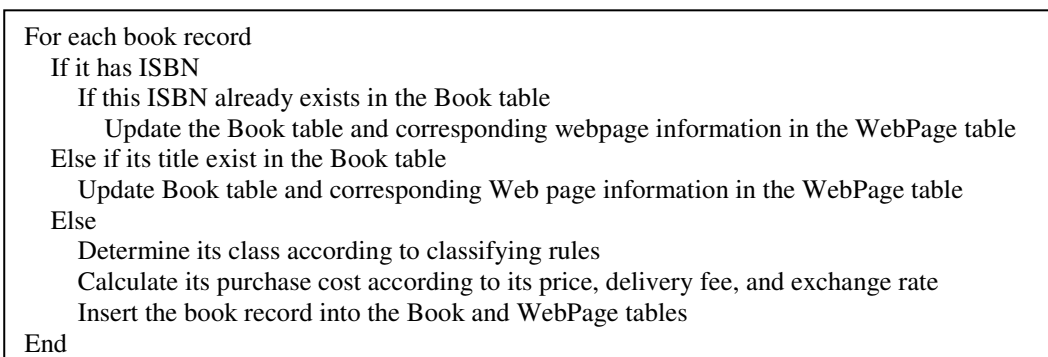 For each book record
If it has ISBN
If this ISBN already exists in the Book table
Update the Book table and corresponding webpage information in the WebPage table
Else if its title exist in the Book table
Update Book table and corresponding Web page information in the WebPage table
Else
Determine its class according to classifying rules
Calculate its purchase cost according to its price, delivery fee, and exchange rate
Insert the book record into the Book and WebPage tables
End